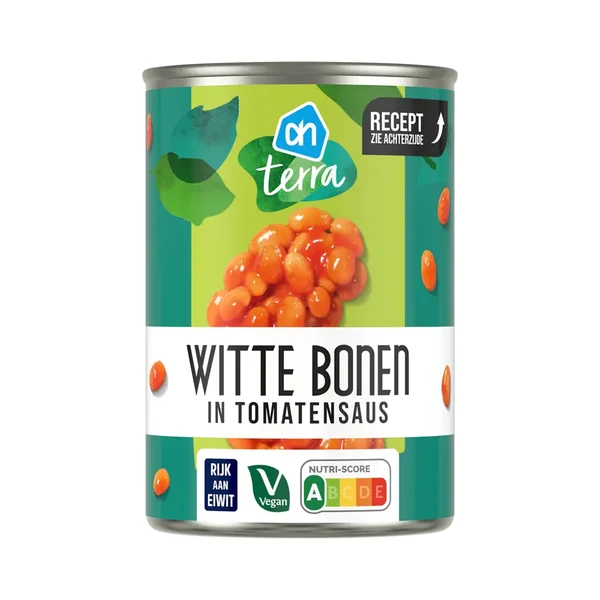 ah
terra
RECEPT
ZIE ACHTERZIJDE
WITTE BONEN
IN TOMATENSAUS
RIJK
AAN
EIWIT
V
Vegan
NUTRI-SCORE
A B C D E